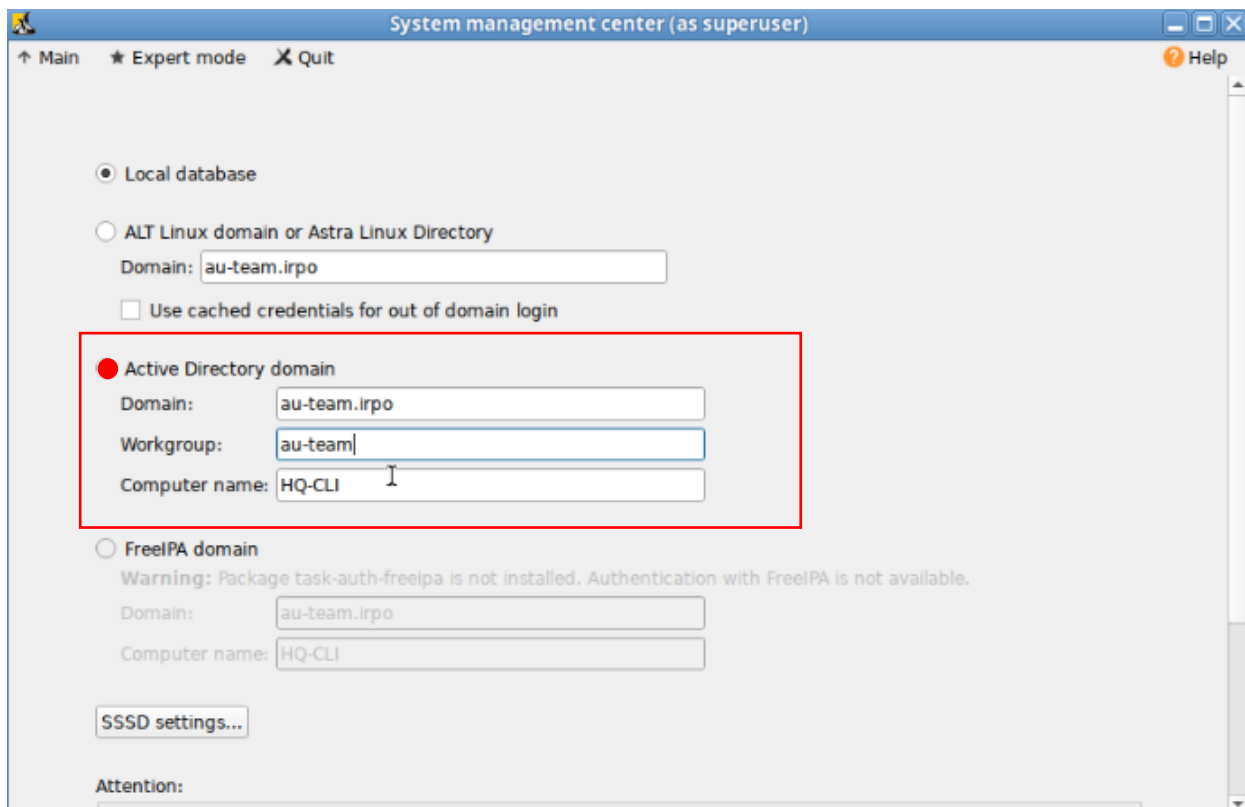 System management center (as superuser)
Main Expert mode Quit Help
Local database
ALT Linux domain or Astra Linux Directory
Domain: au-team.irpo
Use cached credentials for out of domain login
Active Directory domain
Domain: au-team.irpo
Workgroup: au-team
Computer name: HQ-CLI
FreeIPA domain
Warning: Package task-auth-freeipa is not installed. Authentication with FreeIPA is not available.
Domain: au-team.irpo
Computer name: HQ-CLI
SSSD settings...
Attention: